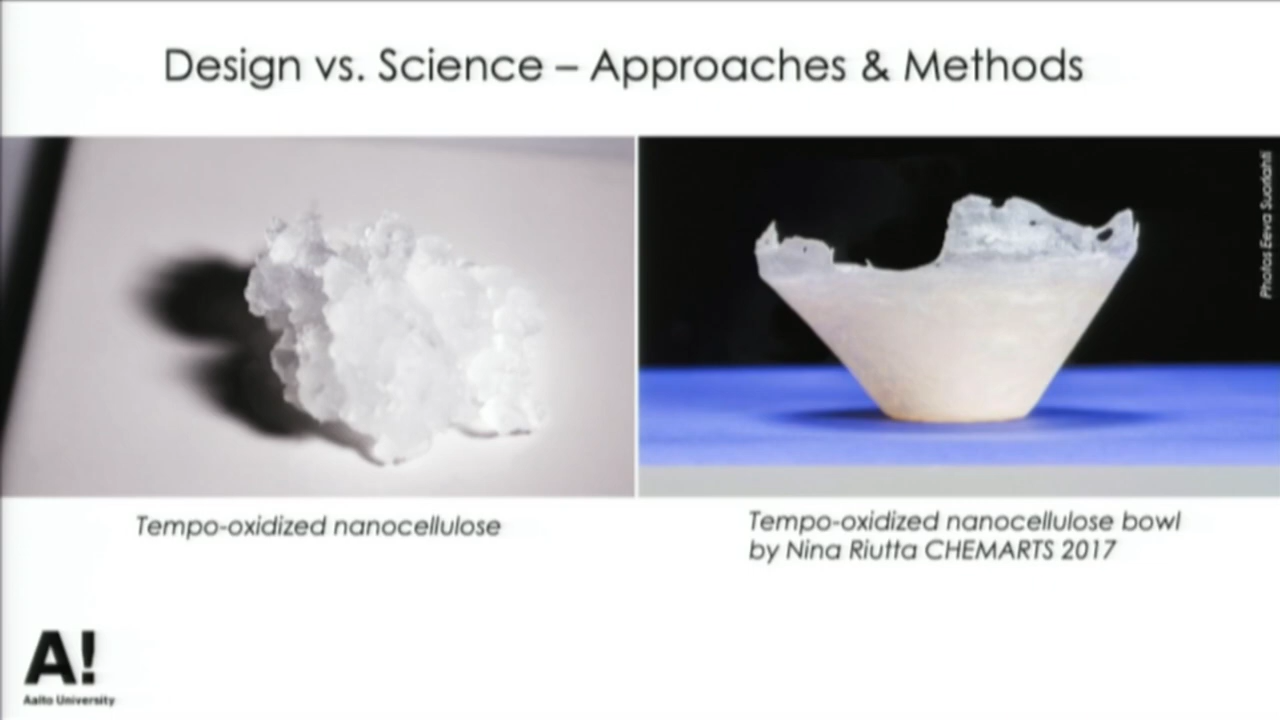 Design vs. Science – Approaches & Methods
Photos Eeva Suorlahti
Tempo-oxidized nanocellulose
Tempo-oxidized nanocellulose bowl
by Nina Riutta CHEMARTS 2017
A!
Aalto University